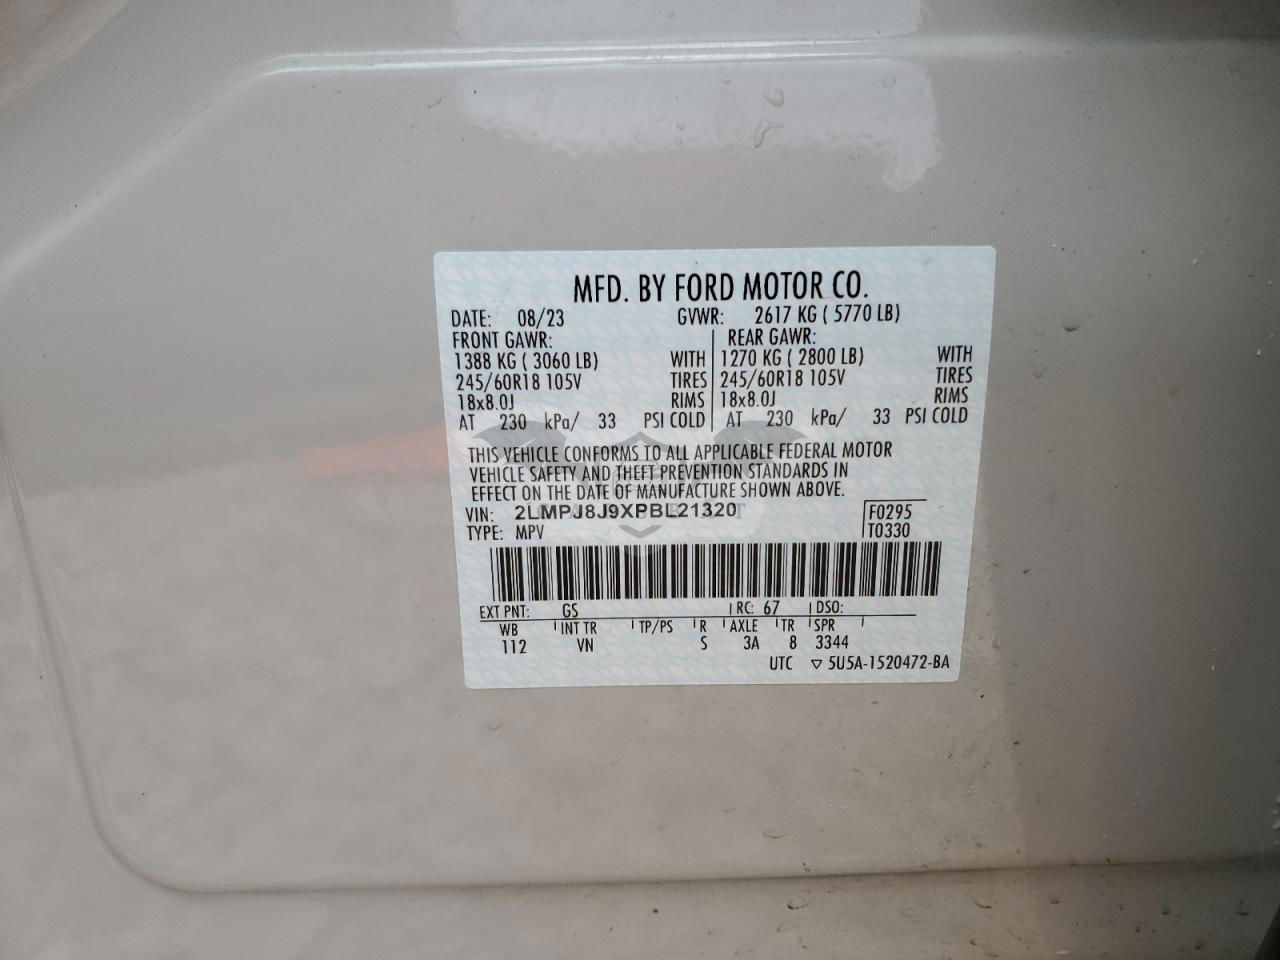 MFD. BY FORD MOTOR CO.
DATE: 08/23 GVWR: 2617 KG ( 5770 LB)
FRONT GAWR: REAR GAWR:
1388 KG ( 3060 LB) WITH 1270 KG ( 2800 LB) WITH
245/60R18 105V TIRES 245/60R18 105V TIRES
18x8.0J RIMS 18x8.0J RIMS
AT 230 kPa/ 33 PSI COLD AT 230 kPa/ 33 PSI COLD
THIS VEHICLE CONFORMS TO ALL APPLICABLE FEDERAL MOTOR
VEHICLE SAFETY AND THEFT PREVENTION STANDARDS IN
EFFECT ON THE DATE OF MANUFACTURE SHOWN ABOVE.
VIN: 2LMPJ8J9XPBL21320 F0295
TYPE: MPV T0330
EXT PNT: GS RC: 67 DSO:
WB INT TR TP/PS R AXLE TR SPR
112 VN S 3A 8 3344
UTC ▽ 5U5A-1520472-BA